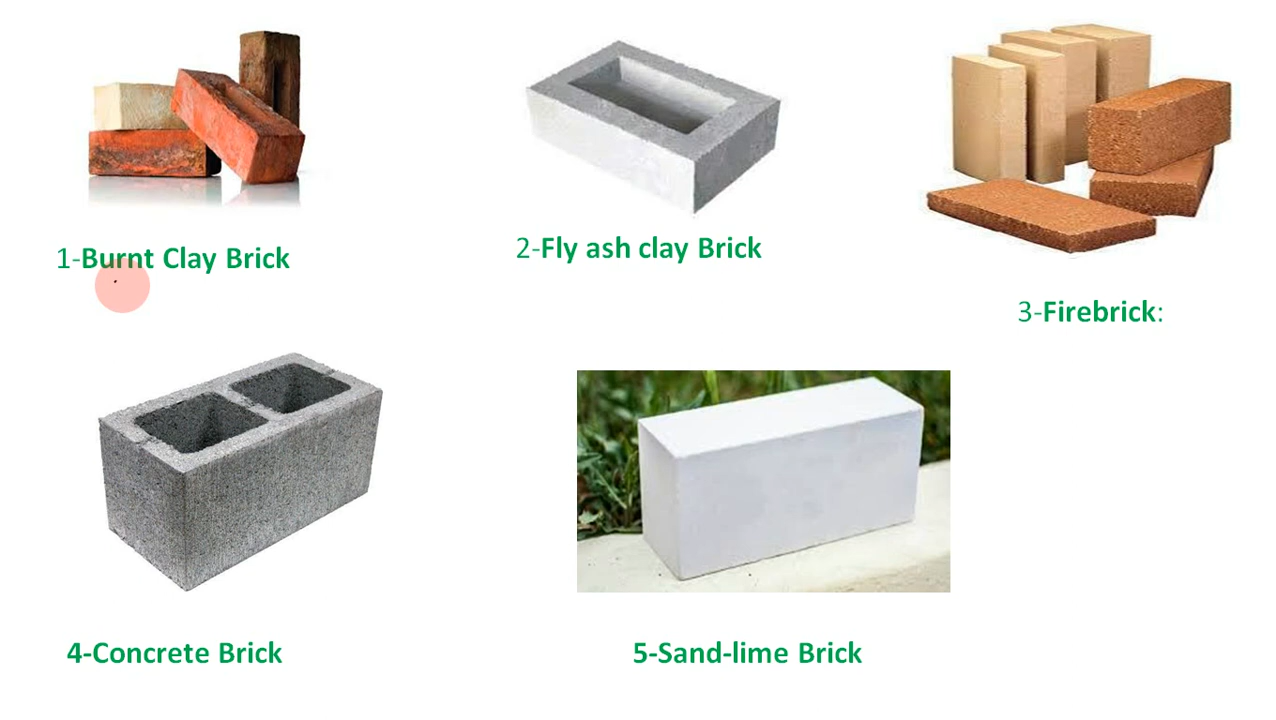 1-Burnt Clay Brick
2-Fly ash clay Brick
3-Firebrick:
4-Concrete Brick
5-Sand-lime Brick